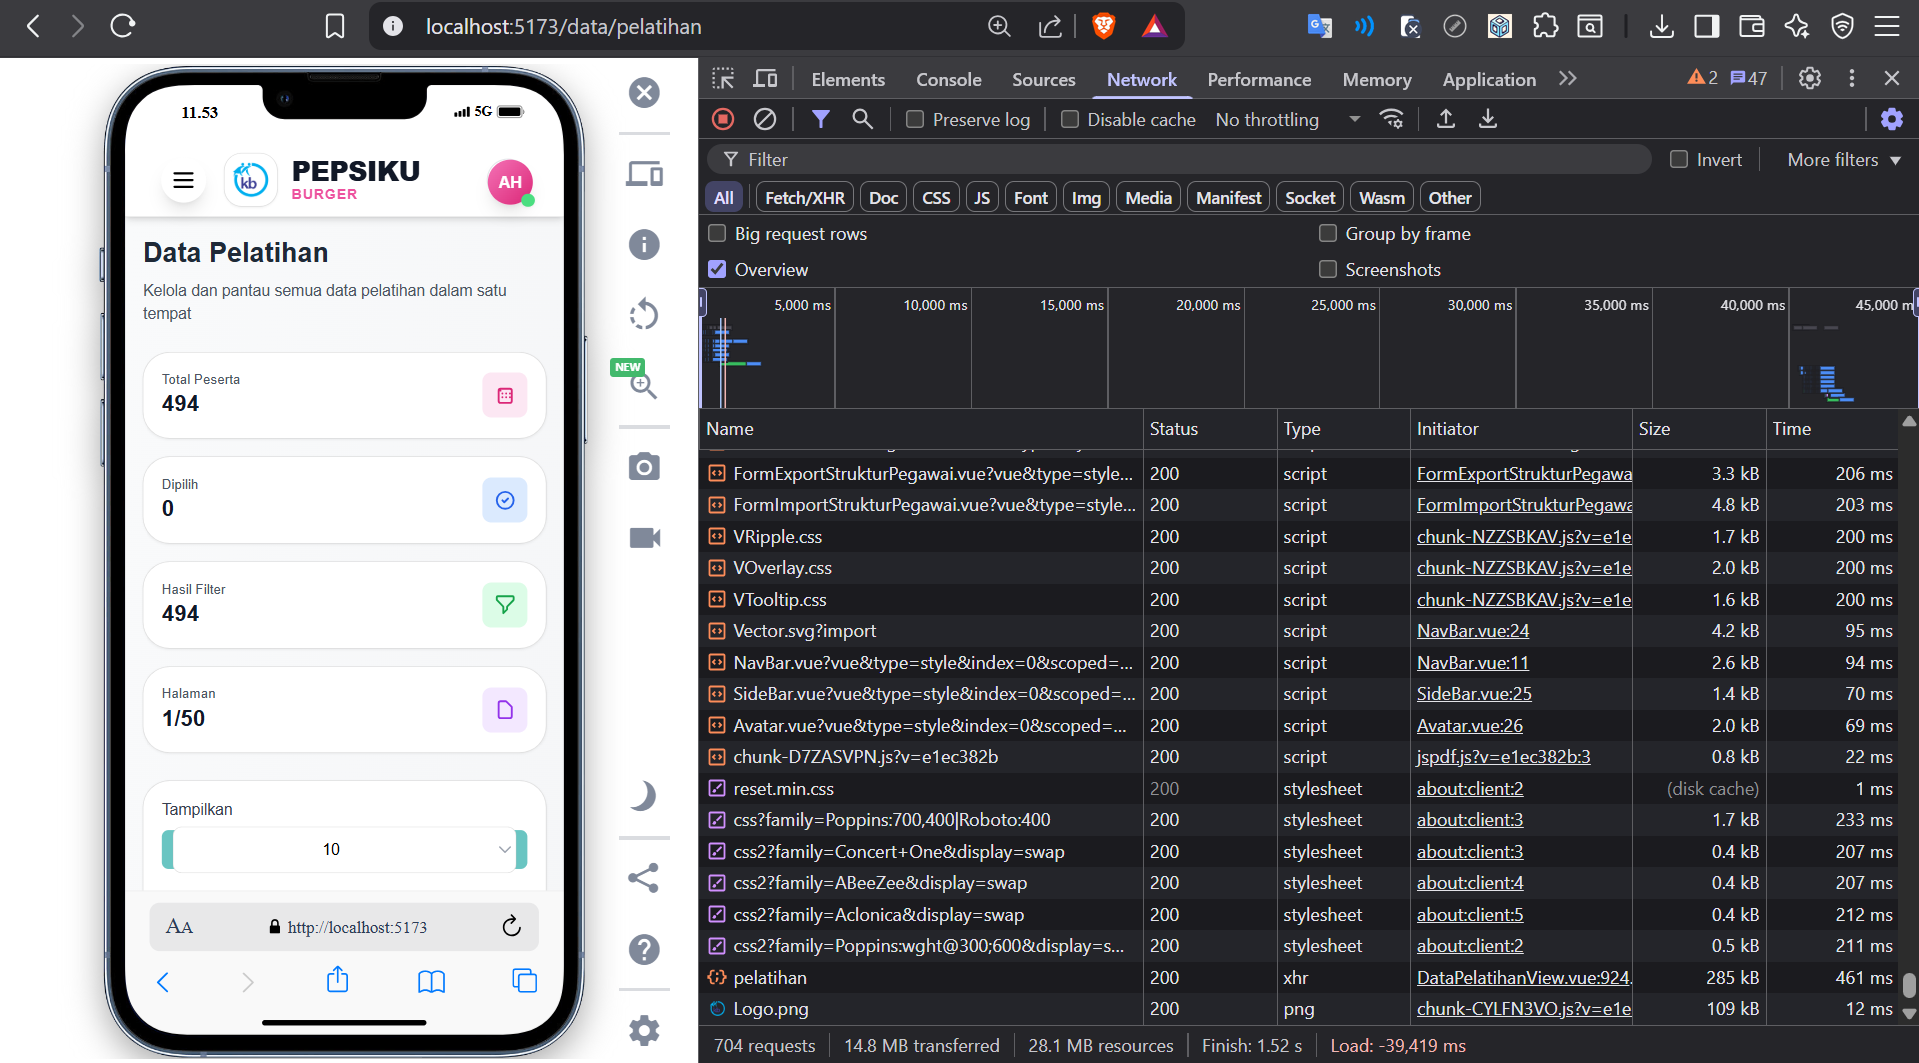 localhost:5173/data/pelatihan
11.53
5G
kb
PEPSIKU
BURGER
AH
Data Pelatihan
Kelola dan pantau semua data pelatihan dalam satu
tempat
Total Peserta
494
Dipilih
0
Hasil Filter
494
Halaman
1/50
Tampilkan
10
AA
http://localhost:5173
NEW
Elements
Console
Sources
Network
Performance
Memory
Application
2
47
Preserve log
Disable cache
No throttling
Filter
Invert
More filters
All
Fetch/XHR
Doc
CSS
JS
Font
Img
Media
Manifest
Socket
Wasm
Other
Big request rows
Group by frame
Overview
Screenshots
5,000 ms
10,000 ms
15,000 ms
20,000 ms
25,000 ms
30,000 ms
35,000 ms
40,000 ms
45,000 m
Name Status Type Initiator Size Time
FormExportStrukturPegawai.vue?vue&type=style... 200 script FormExportStrukturPegawa 3.3 kB 206 ms
FormImportStrukturPegawai.vue?vue&type=style... 200 script FormImportStrukturPegawa 4.8 kB 203 ms
VRipple.css 200 script chunk-NZZSBKAV.js?v=e1e 1.7 kB 200 ms
VOverlay.css 200 script chunk-NZZSBKAV.js?v=e1e 2.0 kB 200 ms
VTooltip.css 200 script chunk-NZZSBKAV.js?v=e1e 1.6 kB 200 ms
Vector.svg?import 200 script NavBar.vue:24 4.2 kB 95 ms
NavBar.vue?vue&type=style&index=0&scoped=... 200 script NavBar.vue:11 2.6 kB 94 ms
SideBar.vue?vue&type=style&index=0&scoped=... 200 script SideBar.vue:25 1.4 kB 70 ms
Avatar.vue?vue&type=style&index=0&scoped=... 200 script Avatar.vue:26 2.0 kB 69 ms
chunk-D7ZASVPN.js?v=e1ec382b 200 script jspdf.js?v=e1ec382b:3 0.8 kB 22 ms
reset.min.css 200 stylesheet about:client:2 (disk cache) 1 ms
css?family=Poppins:700,400|Roboto:400 200 stylesheet about:client:3 1.7 kB 233 ms
css2?family=Concert+One&display=swap 200 stylesheet about:client:3 0.4 kB 207 ms
css2?family=ABeeZee&display=swap 200 stylesheet about:client:4 0.4 kB 207 ms
css2?family=Aclonica&display=swap 200 stylesheet about:client:5 0.4 kB 212 ms
css2?family=Poppins:wght@300;600&display=s... 200 stylesheet about:client:2 0.5 kB 211 ms
pelatihan 200 xhr DataPelatihanView.vue:924. 285 kB 461 ms
Logo.png 200 png chunk-CYLFN3VO.js?v=e1e 109 kB 12 ms
704 requests
14.8 MB transferred
28.1 MB resources
Finish: 1.52 s
Load: -39,419 ms